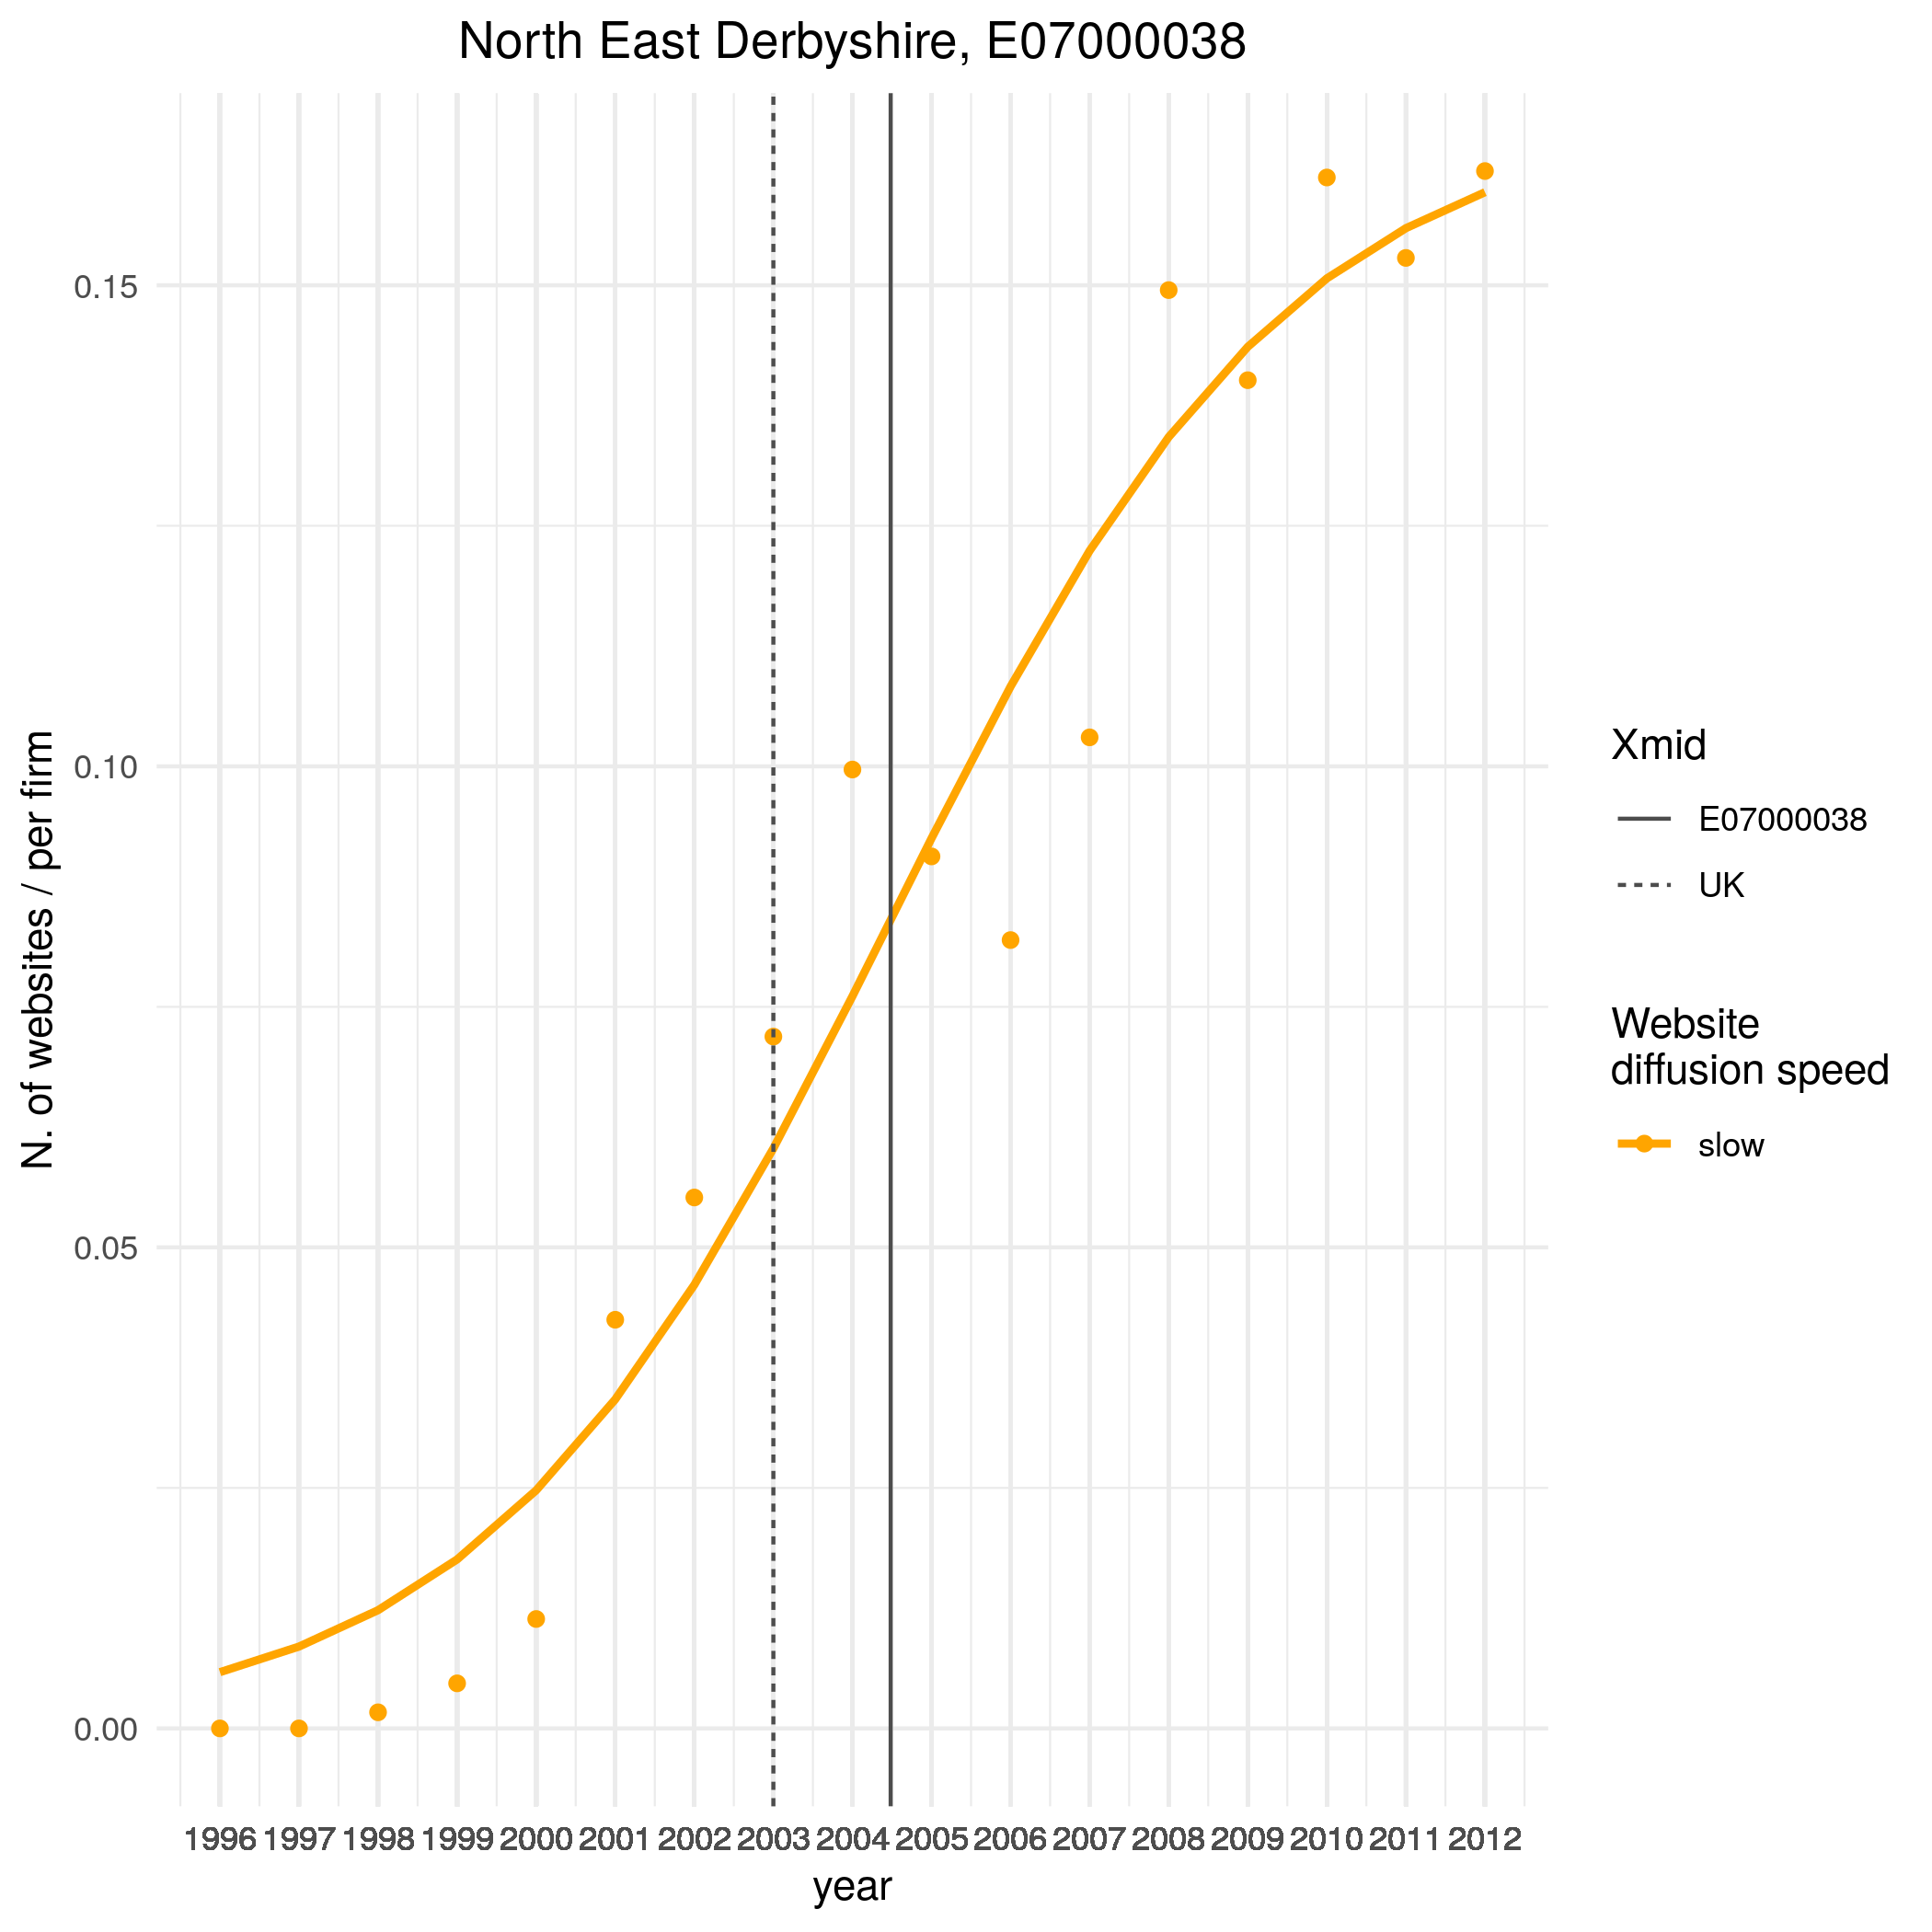 North East Derbyshire, E07000038
N. of websites / per firm
0.15
0.10
0.05
0.00
1996 1997 1998 1999 2000 2001 2002 2003 2004 2005 2006 2007 2008 2009 2010 2011 2012
year
Xmid
E07000038
UK
Website
diffusion speed
slow